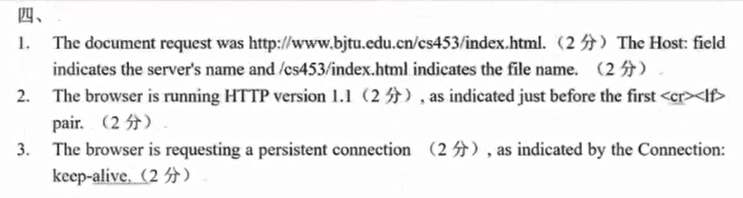 四、
1. The document request was http://www.bjtu.edu.cn/cs453/index.html.（2 分）The Host: field
indicates the server's name and /cs453/index.html indicates the file name. （2 分）
2. The browser is running HTTP version 1.1（2 分）, as indicated just before the first <cr><lf>
pair. （2 分）
3. The browser is requesting a persistent connection （2 分）, as indicated by the Connection:
keep-alive.（2 分）